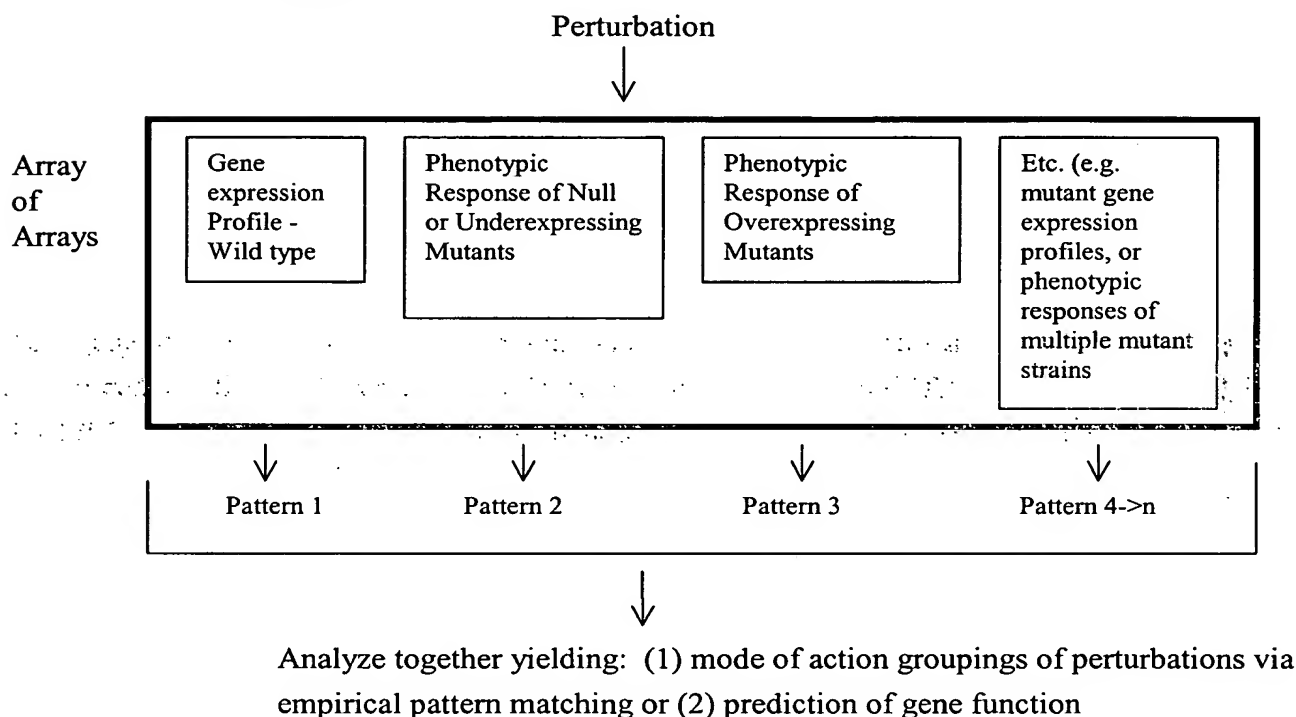 Perturbation
Array
of
Arrays
Gene
expression
Profile -
Wild type
Phenotypic
Response of Null
or Underexpressing
Mutants
Phenotypic
Response of
Overexpressing
Mutants
Etc. (e.g.
mutant gene
expression
profiles, or
phenotypic
responses of
multiple mutant
strains
Pattern 1
Pattern 2
Pattern 3
Pattern 4->n
Analyze together yielding: (1) mode of action groupings of perturbations via
empirical pattern matching or (2) prediction of gene function